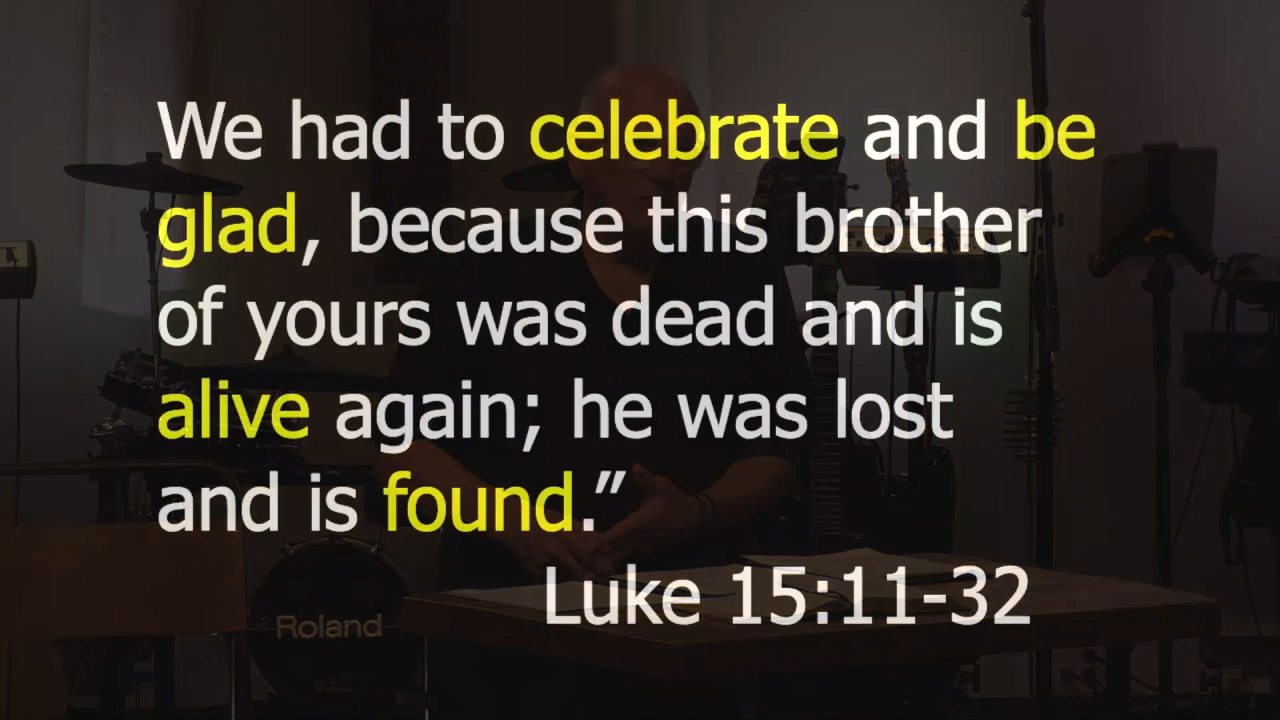 We had to celebrate and be
glad, because this brother
of yours was dead and is
alive again; he was lost
and is found.”
Luke 15:11-32
Roland